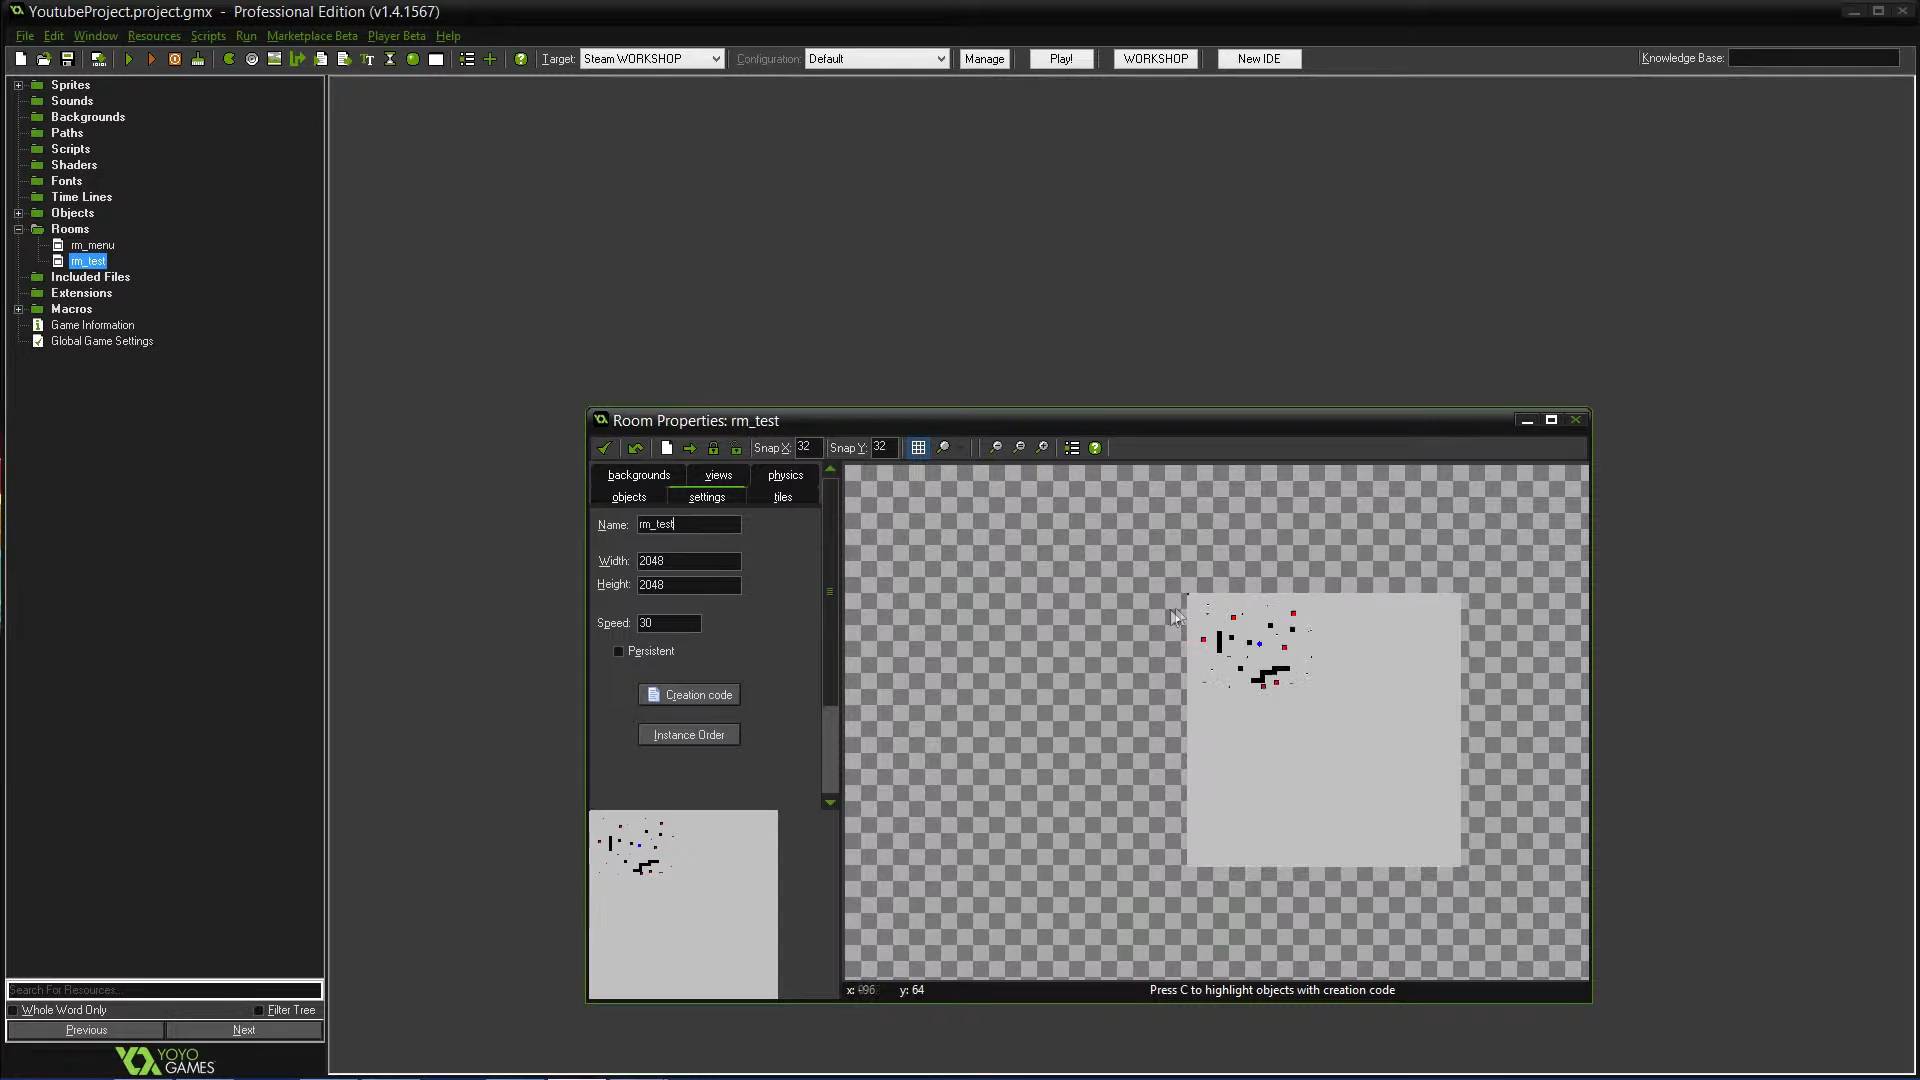 YoutubeProject.project.gmx - Professional Edition (v1.4.1567)
File Edit Window Resources Scripts Run Marketplace Beta Player Beta Help
Target: Steam WORKSHOP Configuration: Default Manage Play! WORKSHOP New IDE Knowledge Base:
Sprites
Sounds
Backgrounds
Paths
Scripts
Shaders
Fonts
Time Lines
Objects
Rooms
rm_menu
rm_test
Included Files
Extensions
Macros
Game Information
Global Game Settings
Room Properties: rm_test
Snap X: 32 Snap Y: 32
backgrounds views physics
objects settings tiles
Name: rm_test
Width: 2048
Height: 2048
Speed: 30
Persistent
Creation code
Instance Order
x: y: 64 Press C to highlight objects with creation code
Search For Resources...
Whole Word Only Filter Tree
Previous Next
YOYO
GAMES